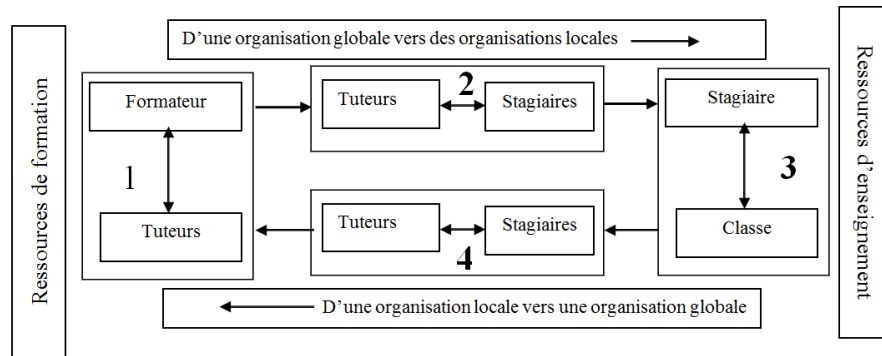 D'une organisation globale vers des organisations locales
Ressources de formation
Formateur
1
Tuteurs
Tuteurs
2
Stagiaires
Stagiaire
3
Classe
Tuteurs
4
Stagiaires
D'une organisation locale vers une organisation globale
Ressources d'enseignement